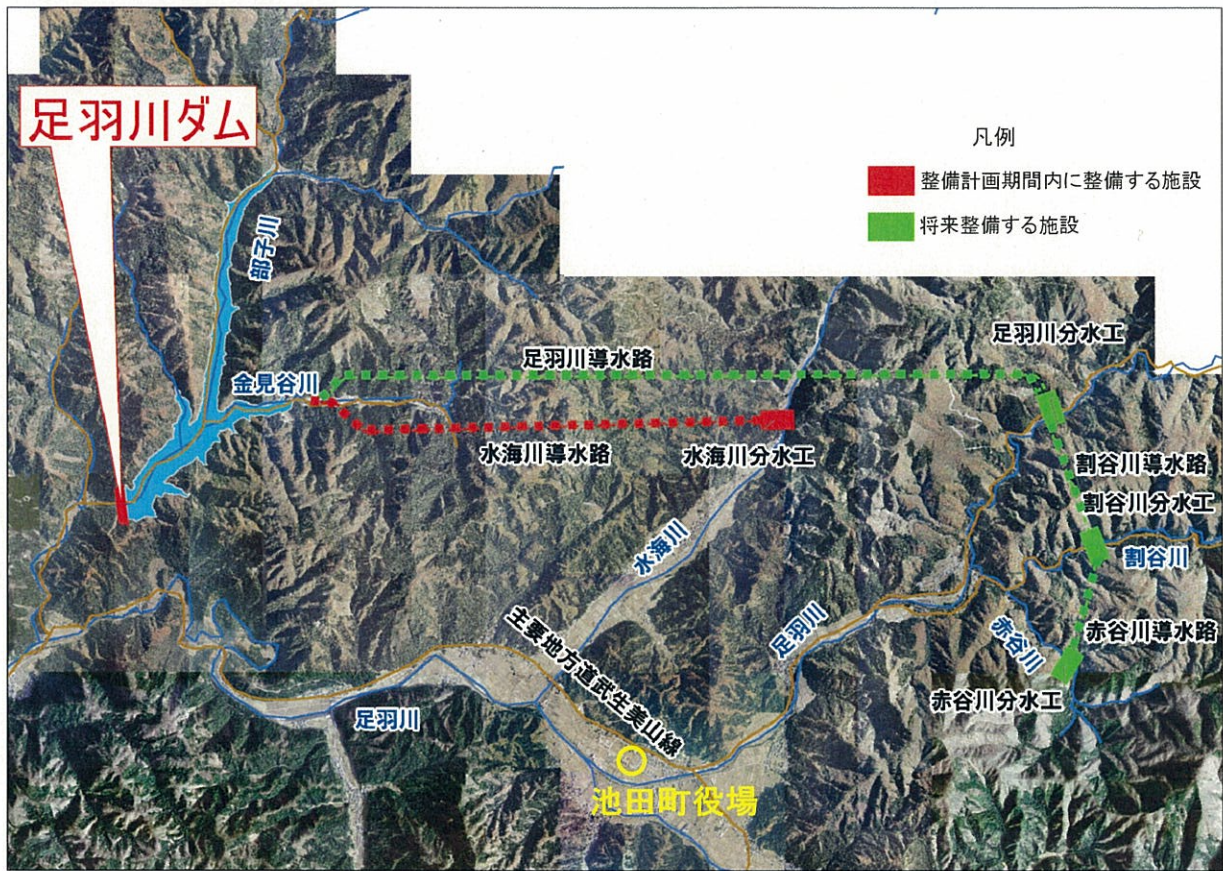 足羽川ダム
凡例
整備計画期間内に整備する施設
将来整備する施設
部子川
足羽川分水工
足羽川導水路
金見谷川
水海川導水路
水海川分水工
割谷川導水路
割谷川分水工
割谷川
水海川
足羽川
赤谷川
赤谷川導水路
赤谷川分水工
主要地方道武生美山線
足羽川
池田町役場